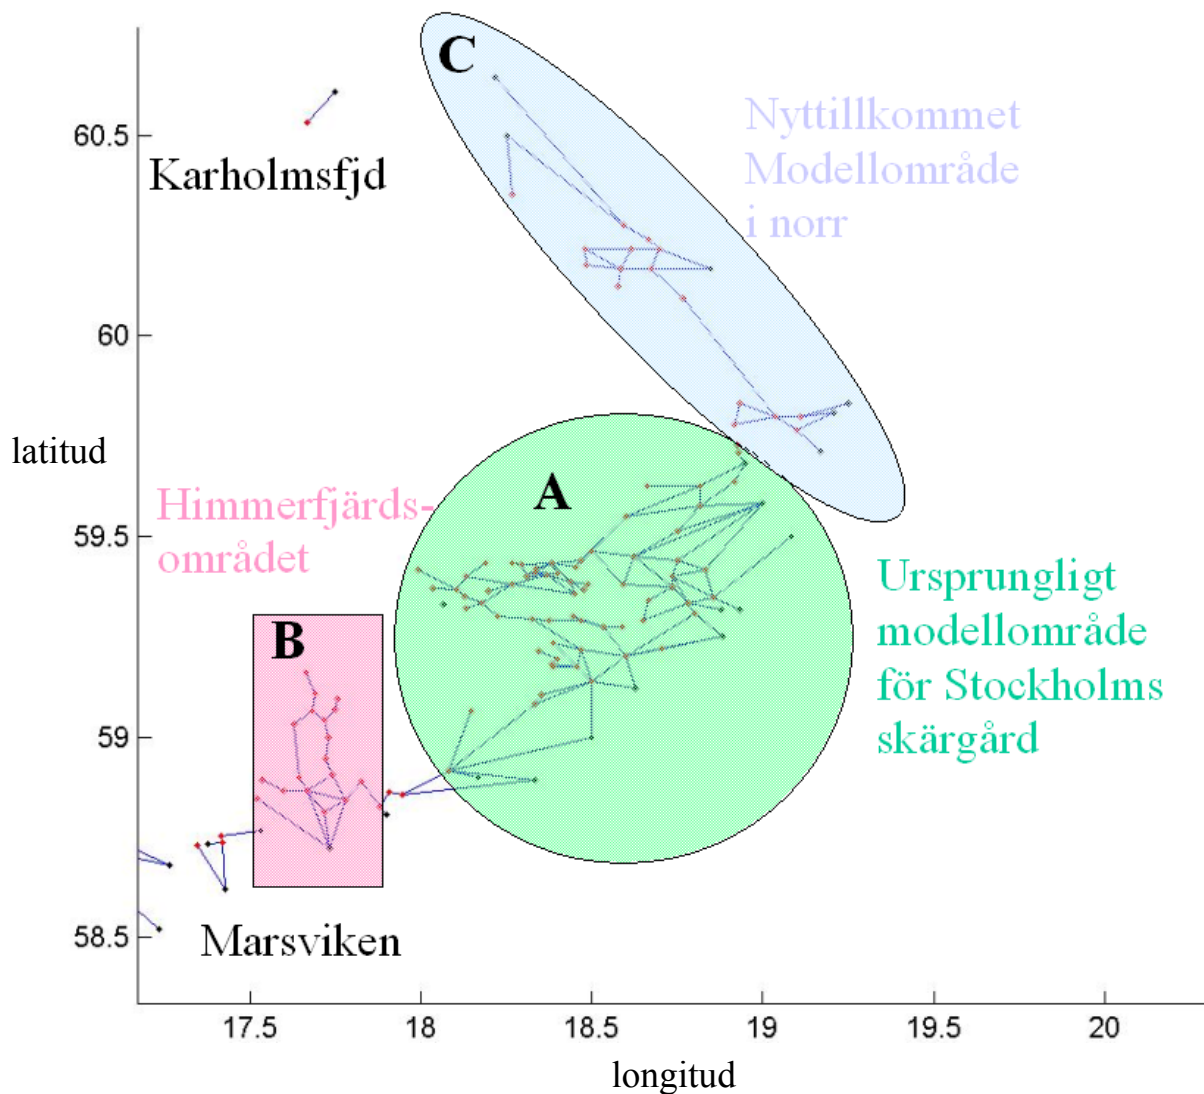 C
Nyttillkommet
Modellområde
i norr
60.5
Karholmsfjd
60
latitud
A
Himmerfjärds-
området
59.5
Ursprungligt
modellområde
för Stockholms
skärgård
B
59
Marsviken
58.5
17.5 18 18.5 19 19.5 20
longitud